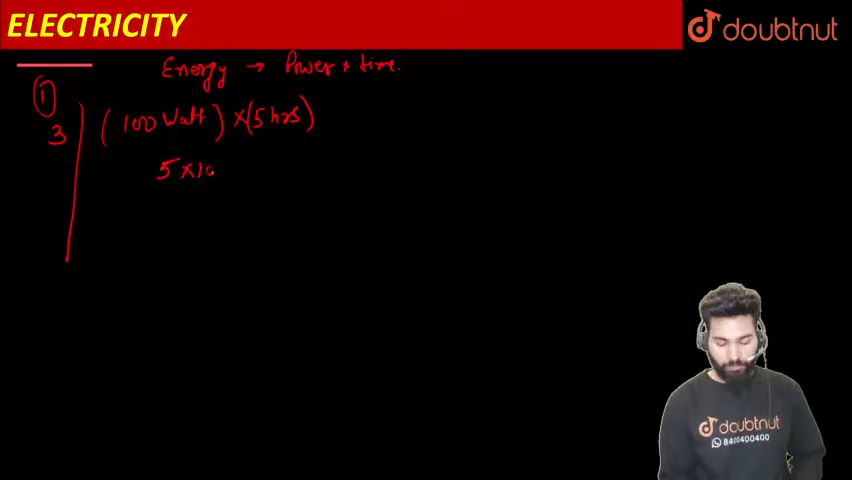 ELECTRICITY
doubtnut
Energy → Power × time.
1
3 (100 Watt) × (5 hrs)
5×10
doubtnut
8400400400